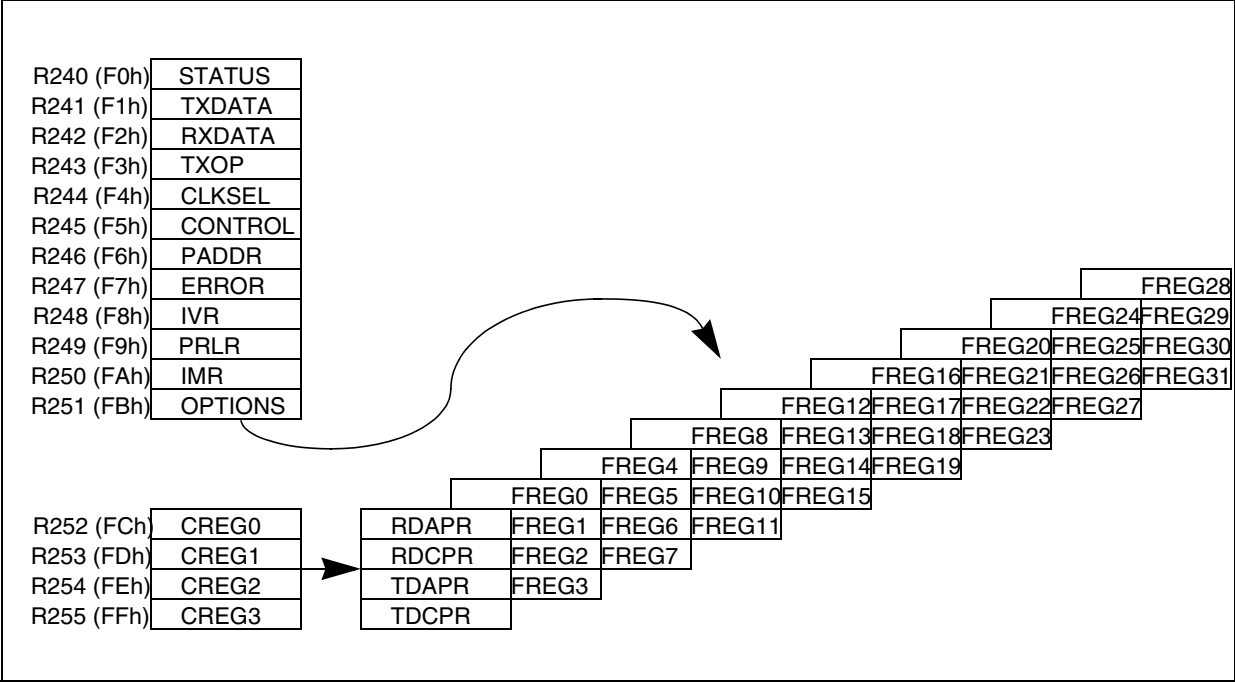 R240 (F0h) STATUS
R241 (F1h) TXDATA
R242 (F2h) RXDATA
R243 (F3h) TXOP
R244 (F4h) CLKSEL
R245 (F5h) CONTROL
R246 (F6h) PADDR
R247 (F7h) ERROR FREG28
R248 (F8h) IVR FREG24 FREG29
R249 (F9h) PRLR FREG20 FREG25 FREG30
R250 (FAh) IMR FREG16 FREG21 FREG26 FREG31
R251 (FBh) OPTIONS FREG12 FREG17 FREG22 FREG27
FREG8 FREG13 FREG18 FREG23
FREG4 FREG9 FREG14 FREG19
FREG0 FREG5 FREG10 FREG15
R252 (FCh) CREG0 RDAPR FREG1 FREG6 FREG11
R253 (FDh) CREG1 RDCPR FREG2 FREG7
R254 (FEh) CREG2 TDAPR FREG3
R255 (FFh) CREG3 TDCPR